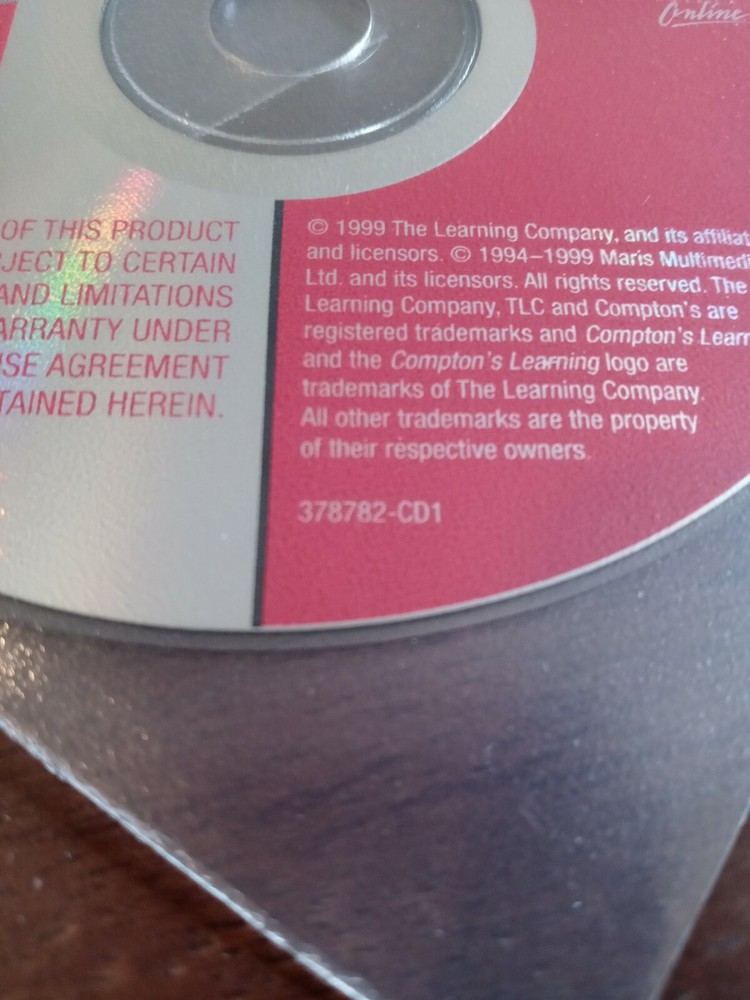 Online
OF THIS PRODUCT
JECT TO CERTAIN
AND LIMITATIONS
ARRANTY UNDER
SE AGREEMENT
TAINED HEREIN.
© 1999 The Learning Company, and its affiliat
and licensors. © 1994–1999 Maris Multimedi
Ltd. and its licensors. All rights reserved. The
Learning Company, TLC and Compton's are
registered trademarks and Compton's Learn
and the Compton's Learning logo are
trademarks of The Learning Company.
All other trademarks are the property
of their respective owners.
378782-CD1